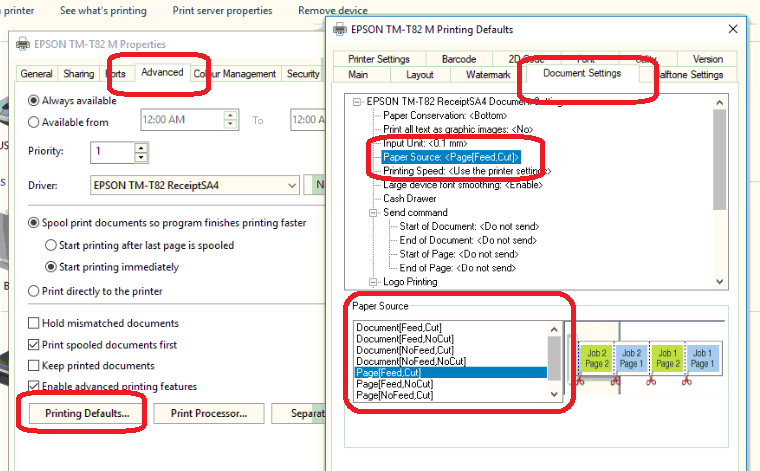 printer
See what's printing
Print server properties
Remove device
EPSON TM-T82 M Properties
General
Sharing
Ports
Advanced
Colour Management
Security
Always available
Available from
12:00 AM
To
12:00 A
Priority:
1
Driver:
EPSON TM-T82 ReceiptSA4
N
Spool print documents so program finishes printing faster
Start printing after last page is spooled
Start printing immediately
Print directly to the printer
Hold mismatched documents
Print spooled documents first
Keep printed documents
Enable advanced printing features
Printing Defaults...
Print Processor...
Separat
EPSON TM-T82 M Printing Defaults
Printer Settings
Barcode
2D Code
Font
Utility
Version
Main
Layout
Watermark
Document Settings
Halftone Settings
EPSON TM-T82 ReceiptSA4 Document Setting
Paper Conservation: <Bottom>
Print all text as graphic images: <No>
Input Unit: <0.1 mm>
Paper Source: <Page[Feed,Cut]>
Printing Speed: <Use the printer settings>
Large device font smoothing: <Enable>
Cash Drawer
Send command
Start of Document: <Do not send>
End of Document: <Do not send>
Start of Page: <Do not send>
End of Page: <Do not send>
Logo Printing
Paper Source
Document[Feed,Cut]
Document[Feed,NoCut]
Document[NoFeed,Cut]
Document[NoFeed,NoCut]
Page[Feed,Cut]
Page[Feed,NoCut]
Page[NoFeed,Cut]
Job 2 Job 2 Job 1 Job 1
Page 2 Page 1 Page 2 Page 1